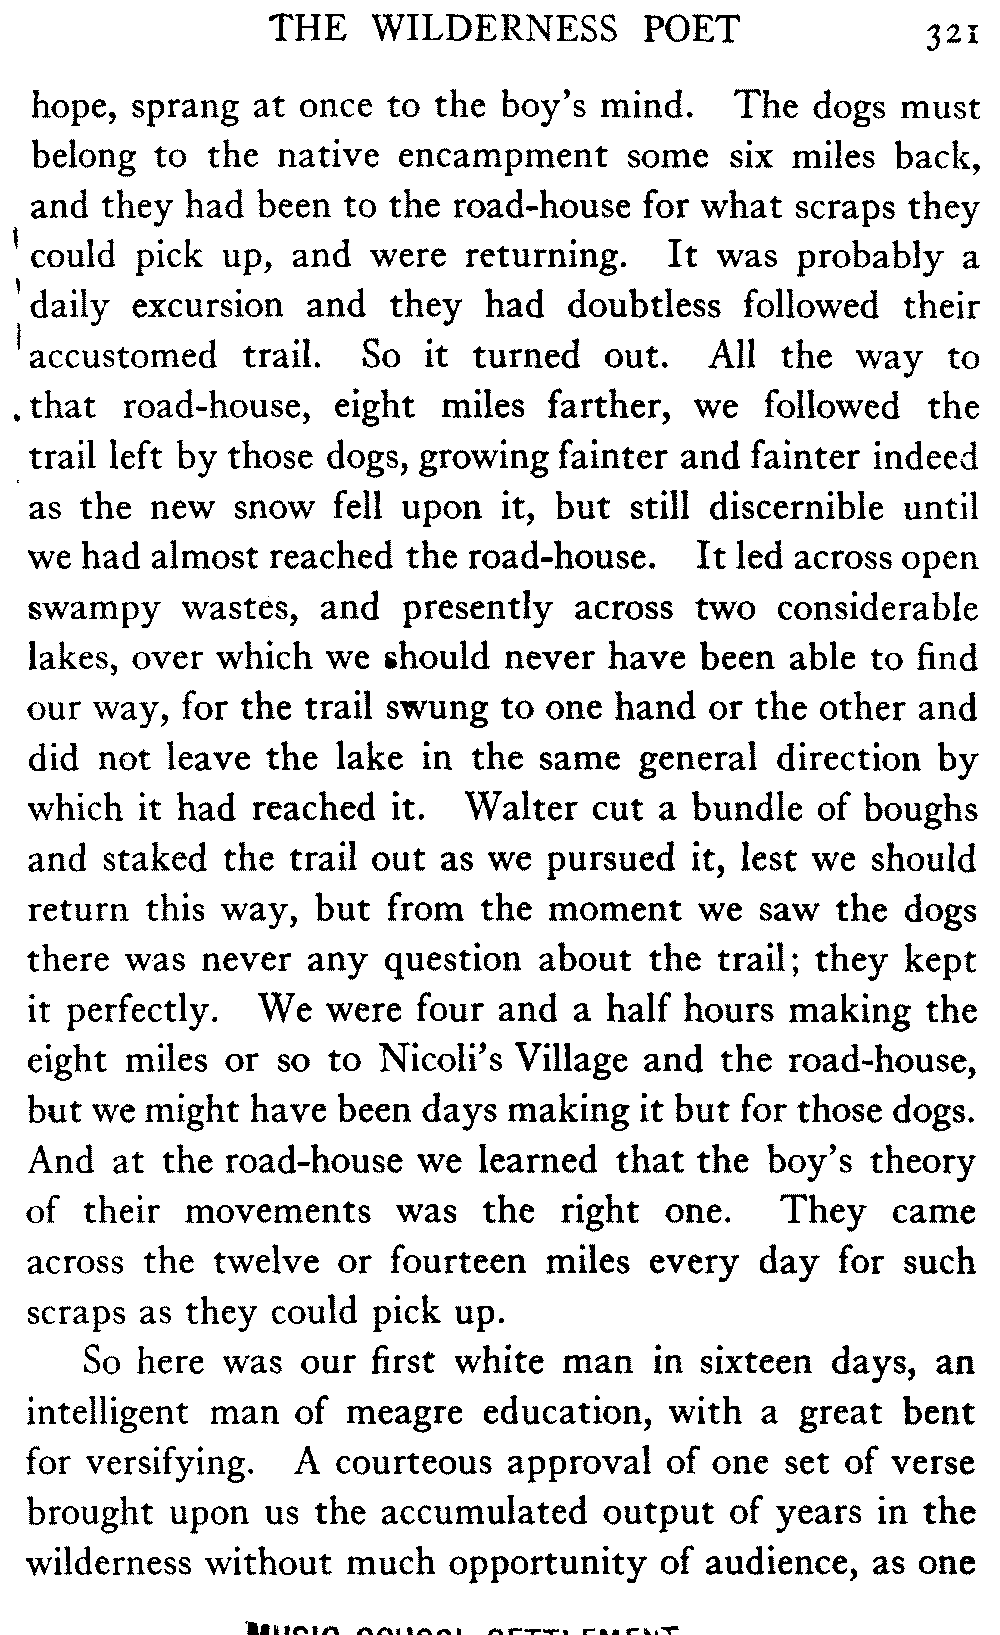 THE WILDERNESS POET 321
hope, sprang at once to the boy's mind. The dogs must
belong to the native encampment some six miles back,
and they had been to the road-house for what scraps they
could pick up, and were returning. It was probably a
daily excursion and they had doubtless followed their
accustomed trail. So it turned out. All the way to
that road-house, eight miles farther, we followed the
trail left by those dogs, growing fainter and fainter indeed
as the new snow fell upon it, but still discernible until
we had almost reached the road-house. It led across open
swampy wastes, and presently across two considerable
lakes, over which we should never have been able to find
our way, for the trail swung to one hand or the other and
did not leave the lake in the same general direction by
which it had reached it. Walter cut a bundle of boughs
and staked the trail out as we pursued it, lest we should
return this way, but from the moment we saw the dogs
there was never any question about the trail; they kept
it perfectly. We were four and a half hours making the
eight miles or so to Nicoli's Village and the road-house,
but we might have been days making it but for those dogs.
And at the road-house we learned that the boy's theory
of their movements was the right one. They came
across the twelve or fourteen miles every day for such
scraps as they could pick up.
So here was our first white man in sixteen days, an
intelligent man of meagre education, with a great bent
for versifying. A courteous approval of one set of verse
brought upon us the accumulated output of years in the
wilderness without much opportunity of audience, as one
MUSIC SCHOOL SETTLEMENT